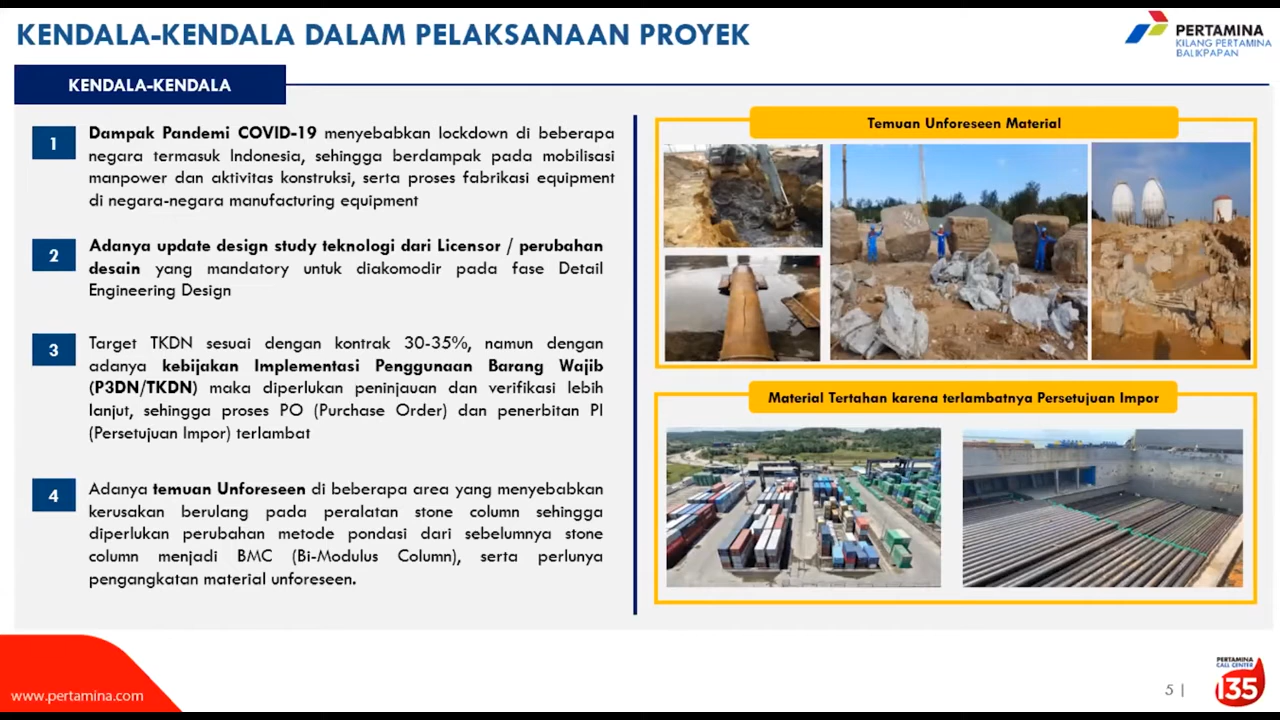 KENDALA-KENDALA DALAM PELAKSANAAN PROYEK
PERTAMINA
KILANG PERTAMINA
BALIKPAPAN
KENDALA-KENDALA
1
Dampak Pandemi COVID-19 menyebabkan lockdown di beberapa
negara termasuk Indonesia, sehingga berdampak pada mobilisasi
manpower dan aktivitas konstruksi, serta proses fabrikasi equipment
di negara-negara manufacturing equipment
2
Adanya update design study teknologi dari Licensor / perubahan
desain yang mandatory untuk diakomodir pada fase Detail
Engineering Design
3
Target TKDN sesuai dengan kontrak 30-35%, namun dengan
adanya kebijakan Implementasi Penggunaan Barang Wajib
(P3DN/TKDN) maka diperlukan peninjauan dan verifikasi lebih
lanjut, sehingga proses PO (Purchase Order) dan penerbitan PI
(Persetujuan Impor) terlambat
4
Adanya temuan Unforeseen di beberapa area yang menyebabkan
kerusakan berulang pada peralatan stone column sehingga
diperlukan perubahan metode pondasi dari sebelumnya stone
column menjadi BMC (Bi-Modulus Column), serta perlunya
pengangkatan material unforeseen.
Temuan Unforeseen Material
Material Tertahan karena terlambatnya Persetujuan Impor
www.pertamina.com
5 |
PERTAMINA
CALL CENTER
135